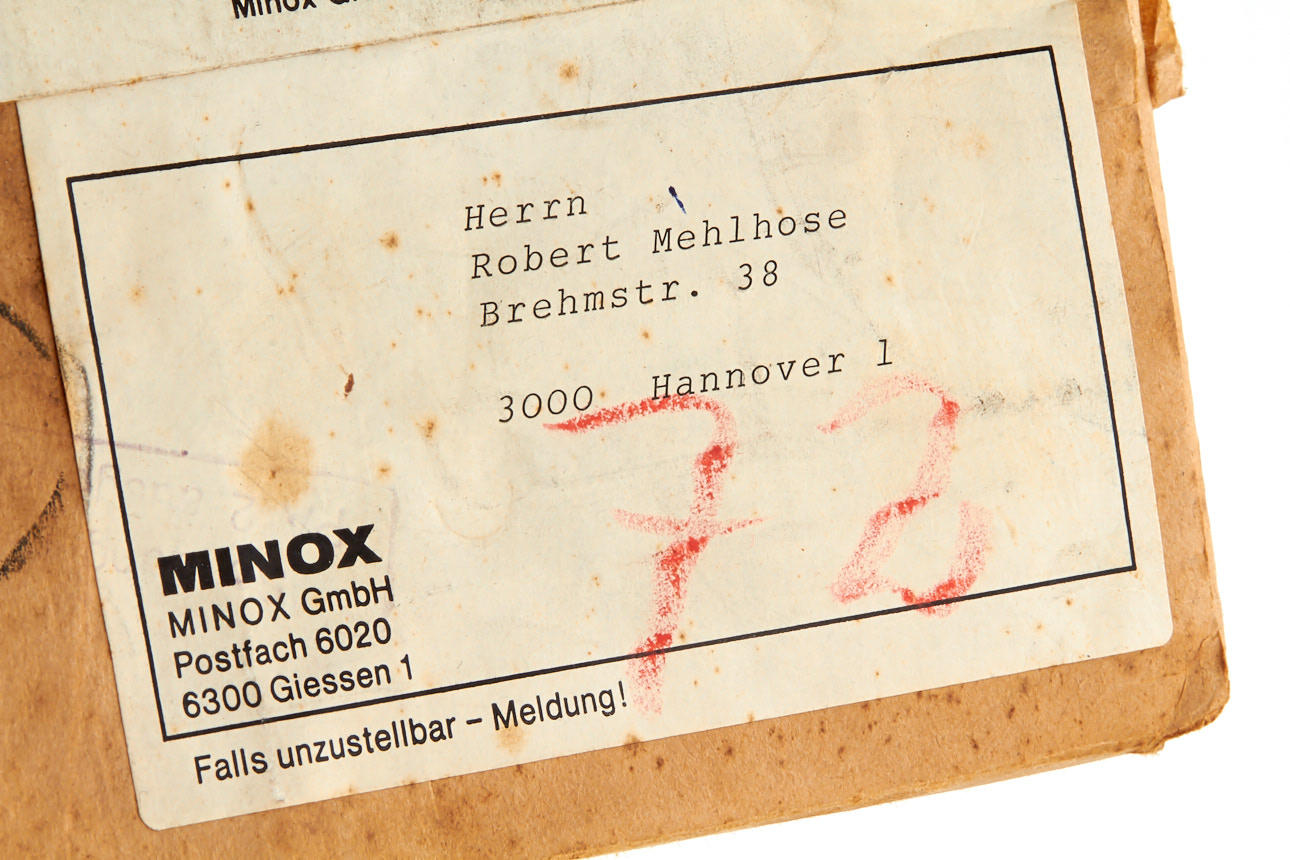 Minox G
Herrn
Robert Mehlhose
Brehmstr. 38
3000 Hannover 1
MINOX
MINOX GmbH
Postfach 6020
6300 Giessen 1
Falls unzustellbar – Meldung!